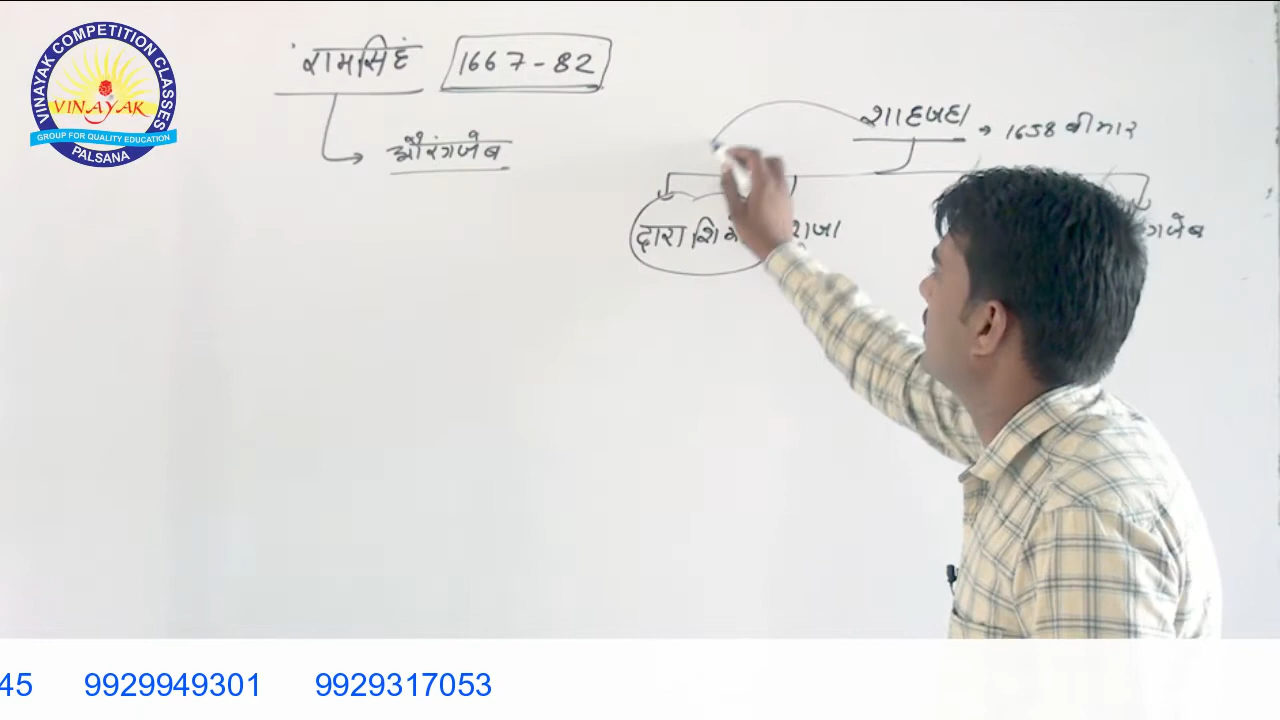 VINAYAK COMPETITION CLASSES
VINAYAK
GROUP FOR QUALITY EDUCATION
PALSANA
रामसिंह 1667-82
औरंगजेब
शाहजहा → 1658 बीमार
दारा शि
राजा
गजेब
45 9929949301 9929317053